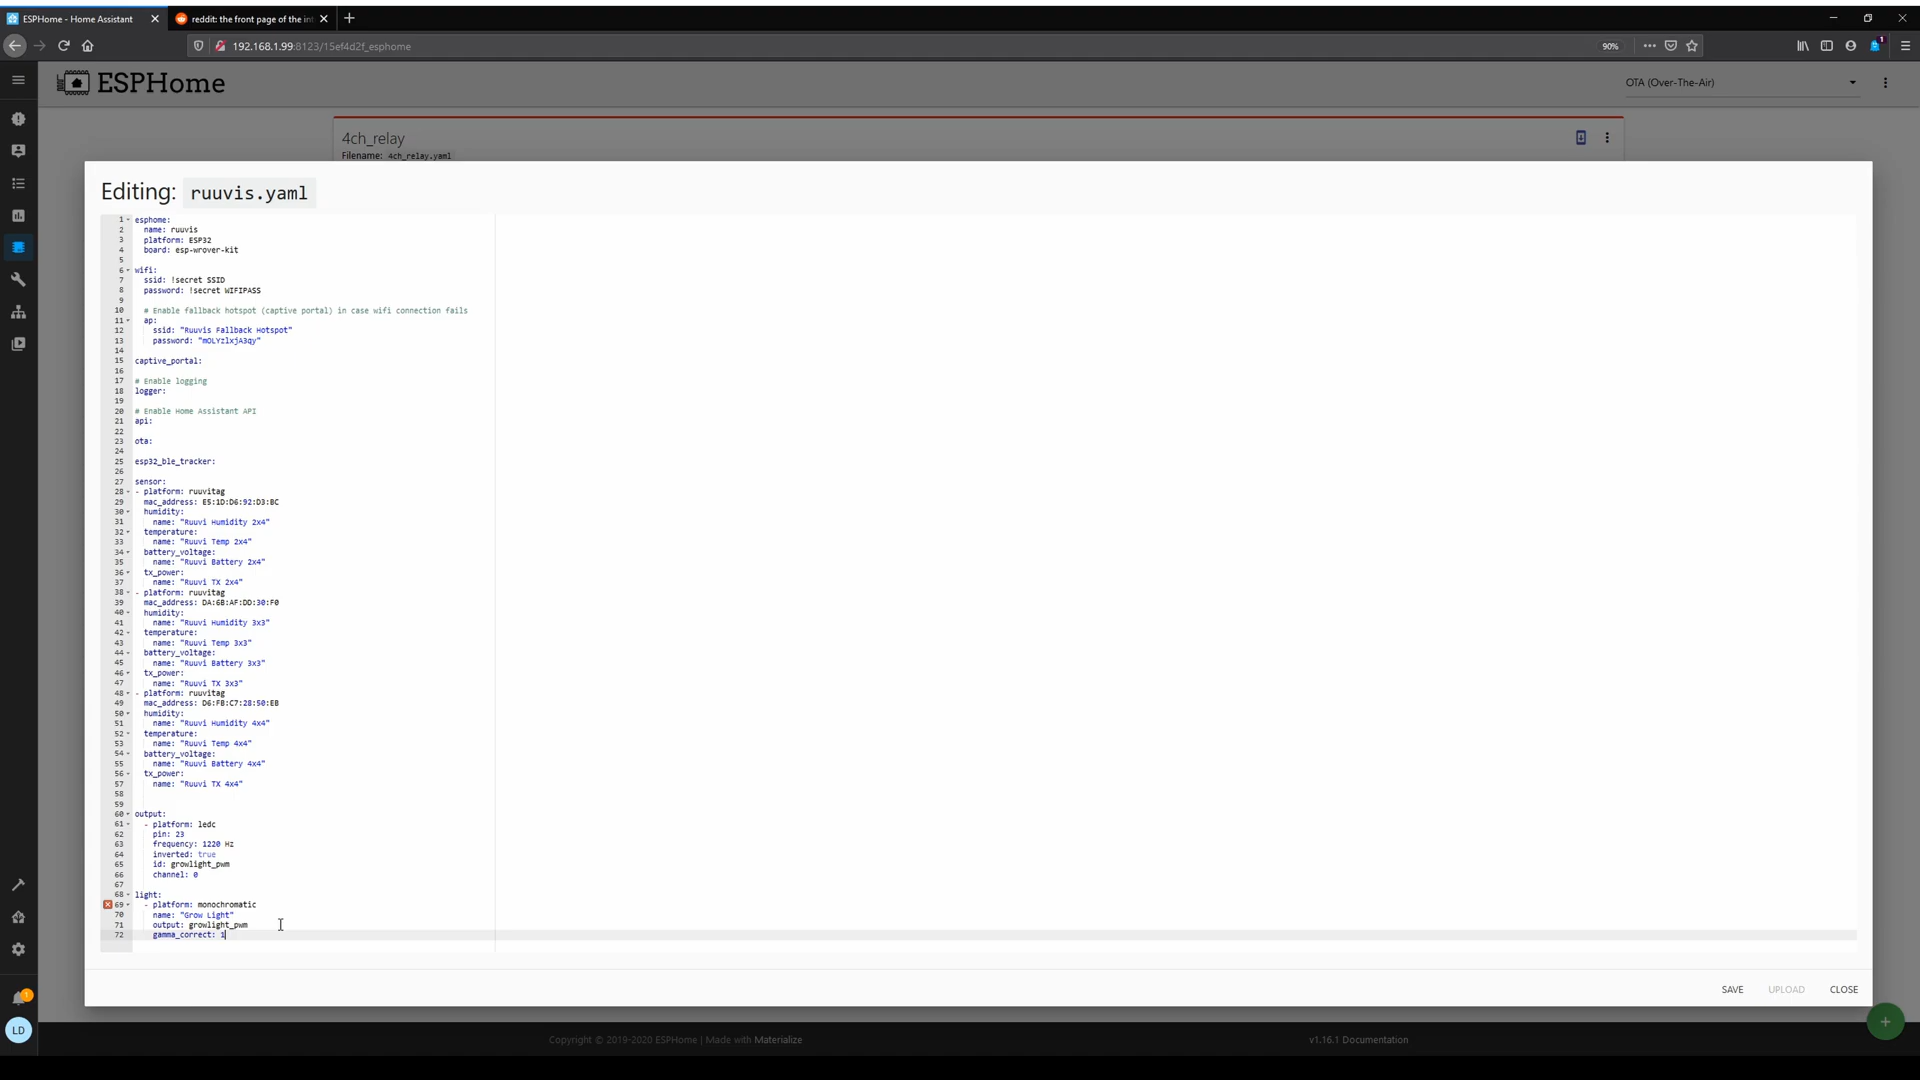 ESPHome - Home Assistant
reddit: the front page of the int
192.168.1.99:8123/15ef4d2f_esphome
90%
1
ESPHome
OTA (Over-The-Air)
4ch_relay
Filename: 4ch_relay.yaml
Editing: ruuvis.yaml
1 esphome:
2 name: ruuvis
3 platform: ESP32
4 board: esp-wrover-kit
5
6 wifi:
7 ssid: !secret SSID
8 password: !secret WIFIPASS
9
10 # Enable fallback hotspot (captive portal) in case wifi connection fails
11 ap:
12 ssid: "Ruuvis Fallback Hotspot"
13 password: "mOLYzlxjA3qy"
14
15 captive_portal:
16
17 # Enable logging
18 logger:
19
20 # Enable Home Assistant API
21 api:
22
23 ota:
24
25 esp32_ble_tracker:
26
27 sensor:
28 - platform: ruuvitag
29 mac_address: E5:1D:D6:92:D3:BC
30 humidity:
31 name: "Ruuvi Humidity 2x4"
32 temperature:
33 name: "Ruuvi Temp 2x4"
34 battery_voltage:
35 name: "Ruuvi Battery 2x4"
36 tx_power:
37 name: "Ruuvi TX 2x4"
38 - platform: ruuvitag
39 mac_address: DA:6B:AF:DD:30:F0
40 humidity:
41 name: "Ruuvi Humidity 3x3"
42 temperature:
43 name: "Ruuvi Temp 3x3"
44 battery_voltage:
45 name: "Ruuvi Battery 3x3"
46 tx_power:
47 name: "Ruuvi TX 3x3"
48 - platform: ruuvitag
49 mac_address: D6:FB:C7:28:50:EB
50 humidity:
51 name: "Ruuvi Humidity 4x4"
52 temperature:
53 name: "Ruuvi Temp 4x4"
54 battery_voltage:
55 name: "Ruuvi Battery 4x4"
56 tx_power:
57 name: "Ruuvi TX 4x4"
58
59
60 output:
61 - platform: ledc
62 pin: 23
63 frequency: 1220 Hz
64 inverted: true
65 id: growlight_pwm
66 channel: 0
67
68 light:
69 - platform: monochromatic
70 name: "Grow Light"
71 output: growlight_pwm
72 gamma_correct: 1
SAVE
UPLOAD
CLOSE
1
LD
Copyright © 2019-2020 ESPHome | Made with Materialize
v1.16.1 Documentation